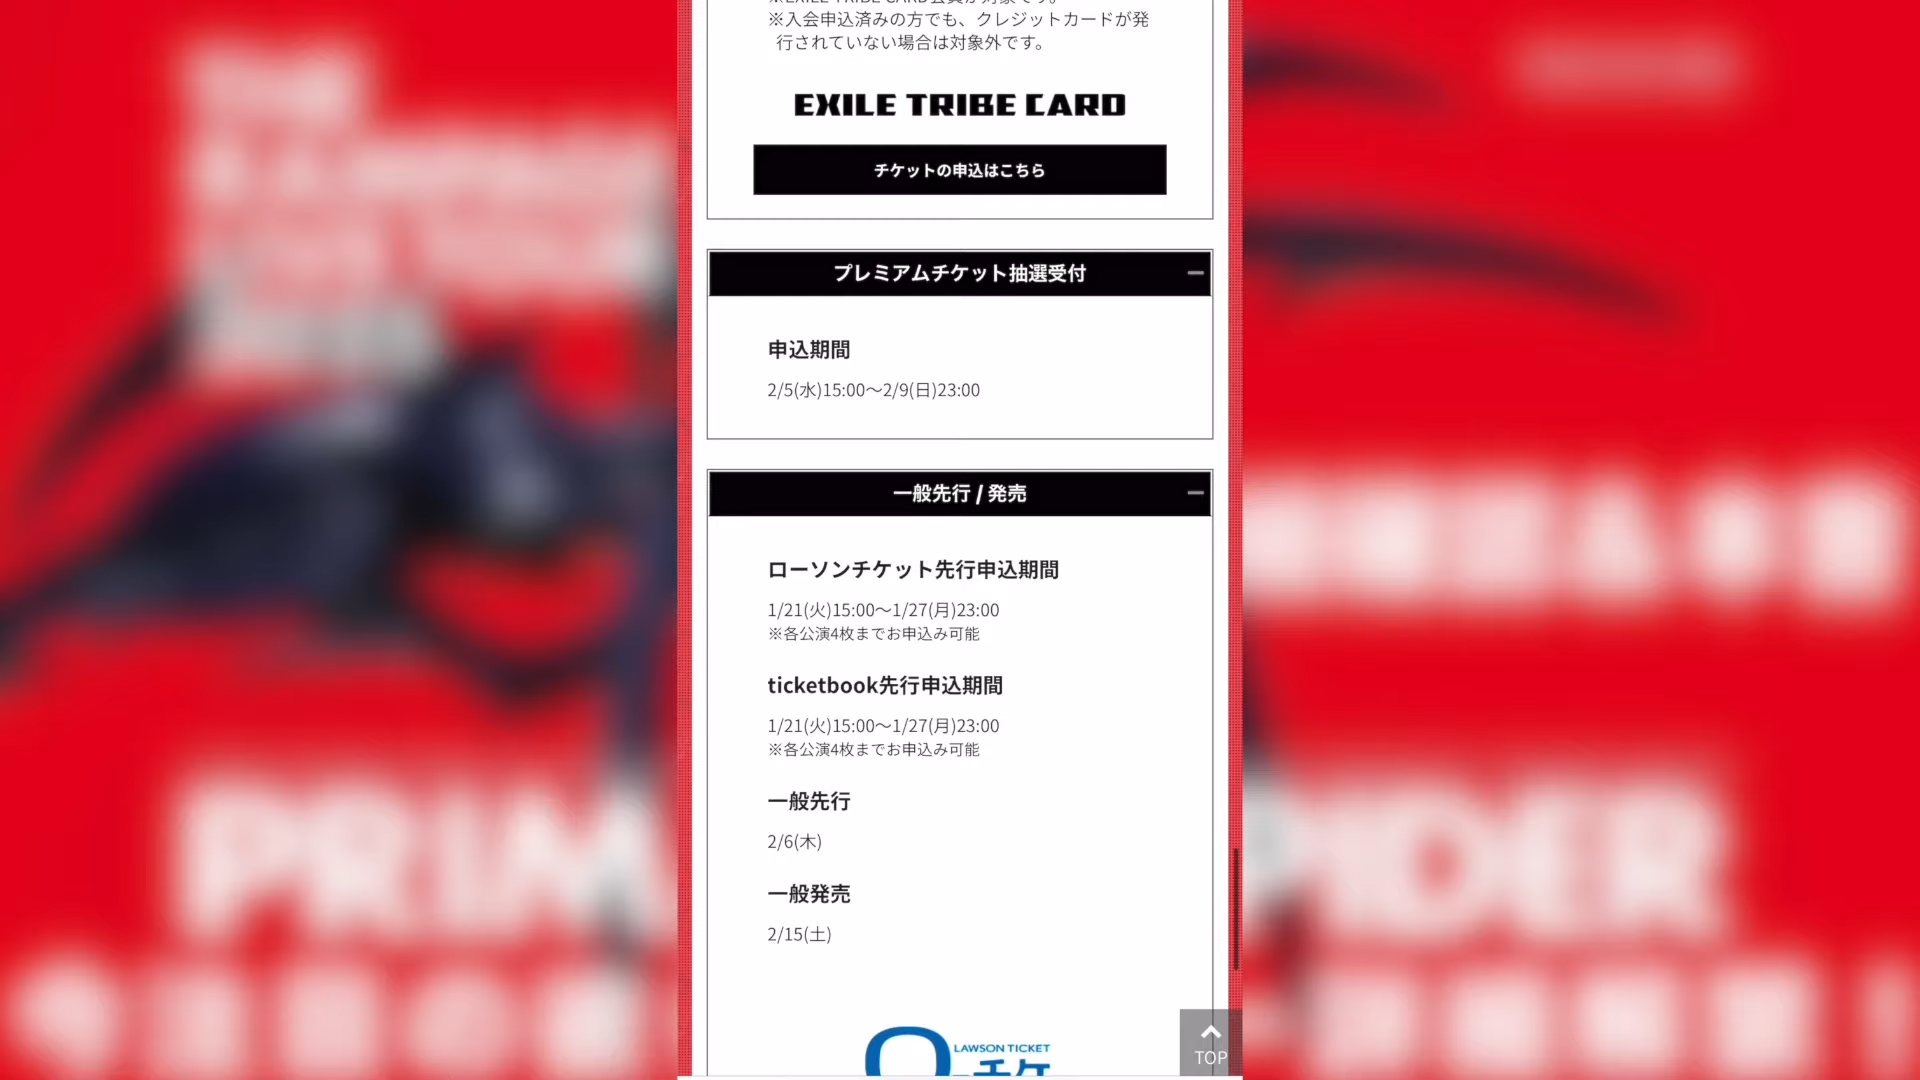 ※入会申込済みの方でも、クレジットカードが発
行されていない場合は対象外です。
EXILE TRIBE CARD
チケットの申込はこちら
プレミアムチケット抽選受付
申込期間
2/5(水)15:00〜2/9(日)23:00
一般先行 / 発売
ローソンチケット先行申込期間
1/21(火)15:00〜1/27(月)23:00
※各公演4枚までお申込み可能
ticketbook先行申込期間
1/21(火)15:00〜1/27(月)23:00
※各公演4枚までお申込み可能
一般先行
2/6(木)
一般発売
2/15(土)
LAWSON TICKET
TOP